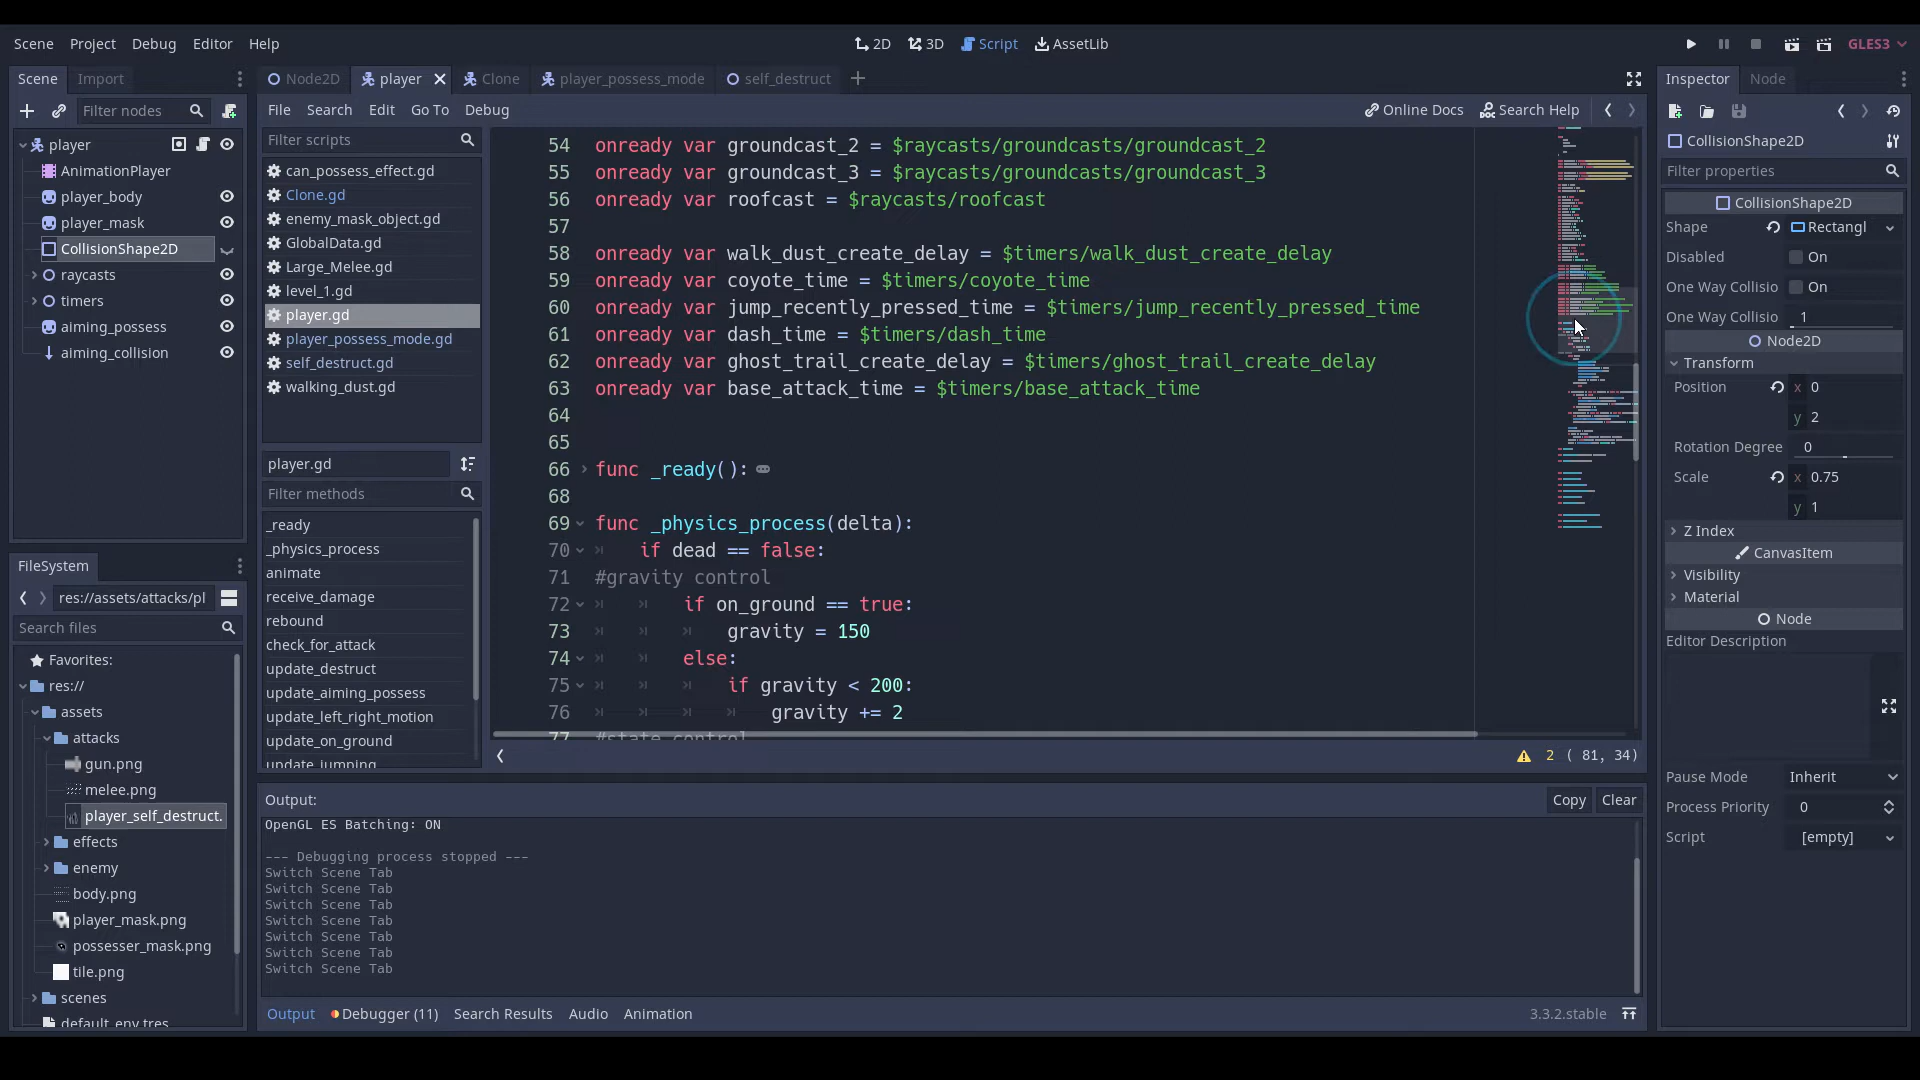 Scene Project Debug Editor Help
2D 3D Script AssetLib
GLES3
Scene Import
Filter nodes
player
AnimationPlayer
player_body
player_mask
CollisionShape2D
raycasts
timers
aiming_possess
aiming_collision
FileSystem
res://assets/attacks/pl
Search files
Favorites:
res://
assets
attacks
gun.png
melee.png
player_self_destruct.
effects
enemy
body.png
player_mask.png
possesser_mask.png
tile.png
scenes
default_env.tres
Node2D player Clone player_possess_mode self_destruct
File Search Edit Go To Debug
Online Docs Search Help
Filter scripts
can_possess_effect.gd
Clone.gd
enemy_mask_object.gd
GlobalData.gd
Large_Melee.gd
level_1.gd
player.gd
player_possess_mode.gd
self_destruct.gd
walking_dust.gd
player.gd
Filter methods
_ready
_physics_process
animate
receive_damage
rebound
check_for_attack
update_destruct
update_aiming_possess
update_left_right_motion
update_on_ground
update_jumping
54 onready var groundcast_2 = $raycasts/groundcasts/groundcast_2
55 onready var groundcast_3 = $raycasts/groundcasts/groundcast_3
56 onready var roofcast = $raycasts/roofcast
57
58 onready var walk_dust_create_delay = $timers/walk_dust_create_delay
59 onready var coyote_time = $timers/coyote_time
60 onready var jump_recently_pressed_time = $timers/jump_recently_pressed_time
61 onready var dash_time = $timers/dash_time
62 onready var ghost_trail_create_delay = $timers/ghost_trail_create_delay
63 onready var base_attack_time = $timers/base_attack_time
64
65
66 func _ready():
68
69 func _physics_process(delta):
70 if dead == false:
71 #gravity control
72 if on_ground == true:
73 gravity = 150
74 else:
75 if gravity < 200:
76 gravity += 2
77 #state control
2 ( 81, 34)
Output:
Copy Clear
OpenGL ES Batching: ON
--- Debugging process stopped ---
Switch Scene Tab
Switch Scene Tab
Switch Scene Tab
Switch Scene Tab
Switch Scene Tab
Switch Scene Tab
Switch Scene Tab
Output Debugger (11) Search Results Audio Animation
3.3.2.stable
Inspector Node
CollisionShape2D
Filter properties
CollisionShape2D
Shape Rectangl
Disabled On
One Way Collisio On
One Way Collisio 1
Node2D
Transform
Position x 0
y 2
Rotation Degree 0
Scale x 0.75
y 1
Z Index
CanvasItem
Visibility
Material
Node
Editor Description
Pause Mode Inherit
Process Priority 0
Script [empty]